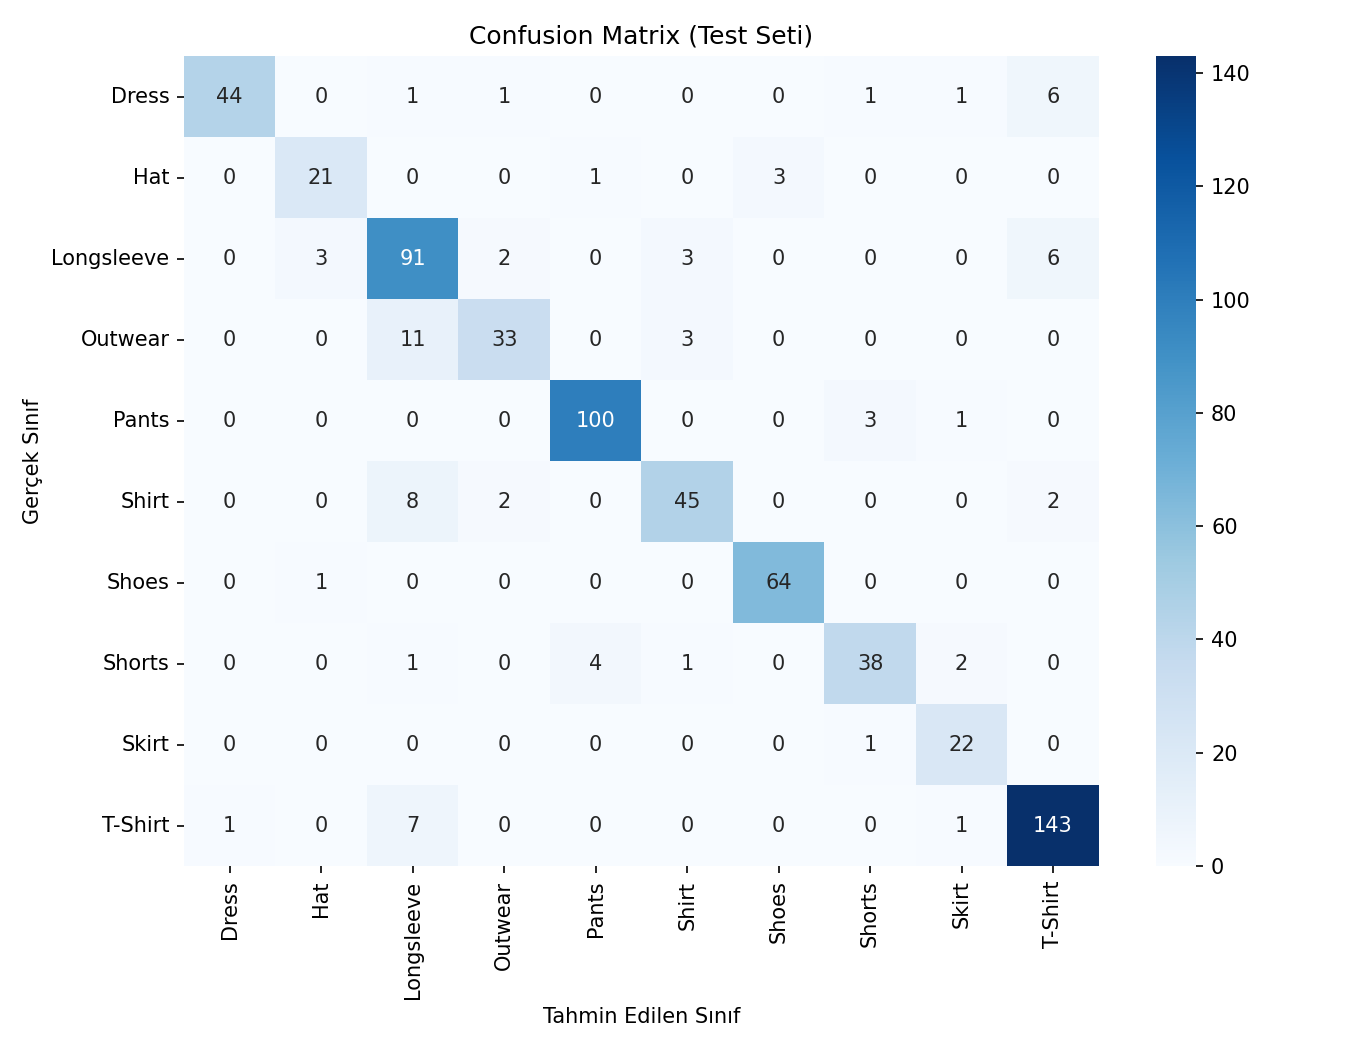 Confusion Matrix (Test Seti)
Dress 44 0 1 1 0 0 0 1 1 6
Hat 0 21 0 0 1 0 3 0 0 0
Longsleeve 0 3 91 2 0 3 0 0 0 6
Outwear 0 0 11 33 0 3 0 0 0 0
Pants 0 0 0 0 100 0 0 3 1 0
Shirt 0 0 8 2 0 45 0 0 0 2
Shoes 0 1 0 0 0 0 64 0 0 0
Shorts 0 0 1 0 4 1 0 38 2 0
Skirt 0 0 0 0 0 0 0 1 22 0
T-Shirt 1 0 7 0 0 0 0 0 1 143
Dress Hat Longsleeve Outwear Pants Shirt Shoes Shorts Skirt T-Shirt
Tahmin Edilen Sınıf
Gerçek Sınıf
140
120
100
80
60
40
20
0